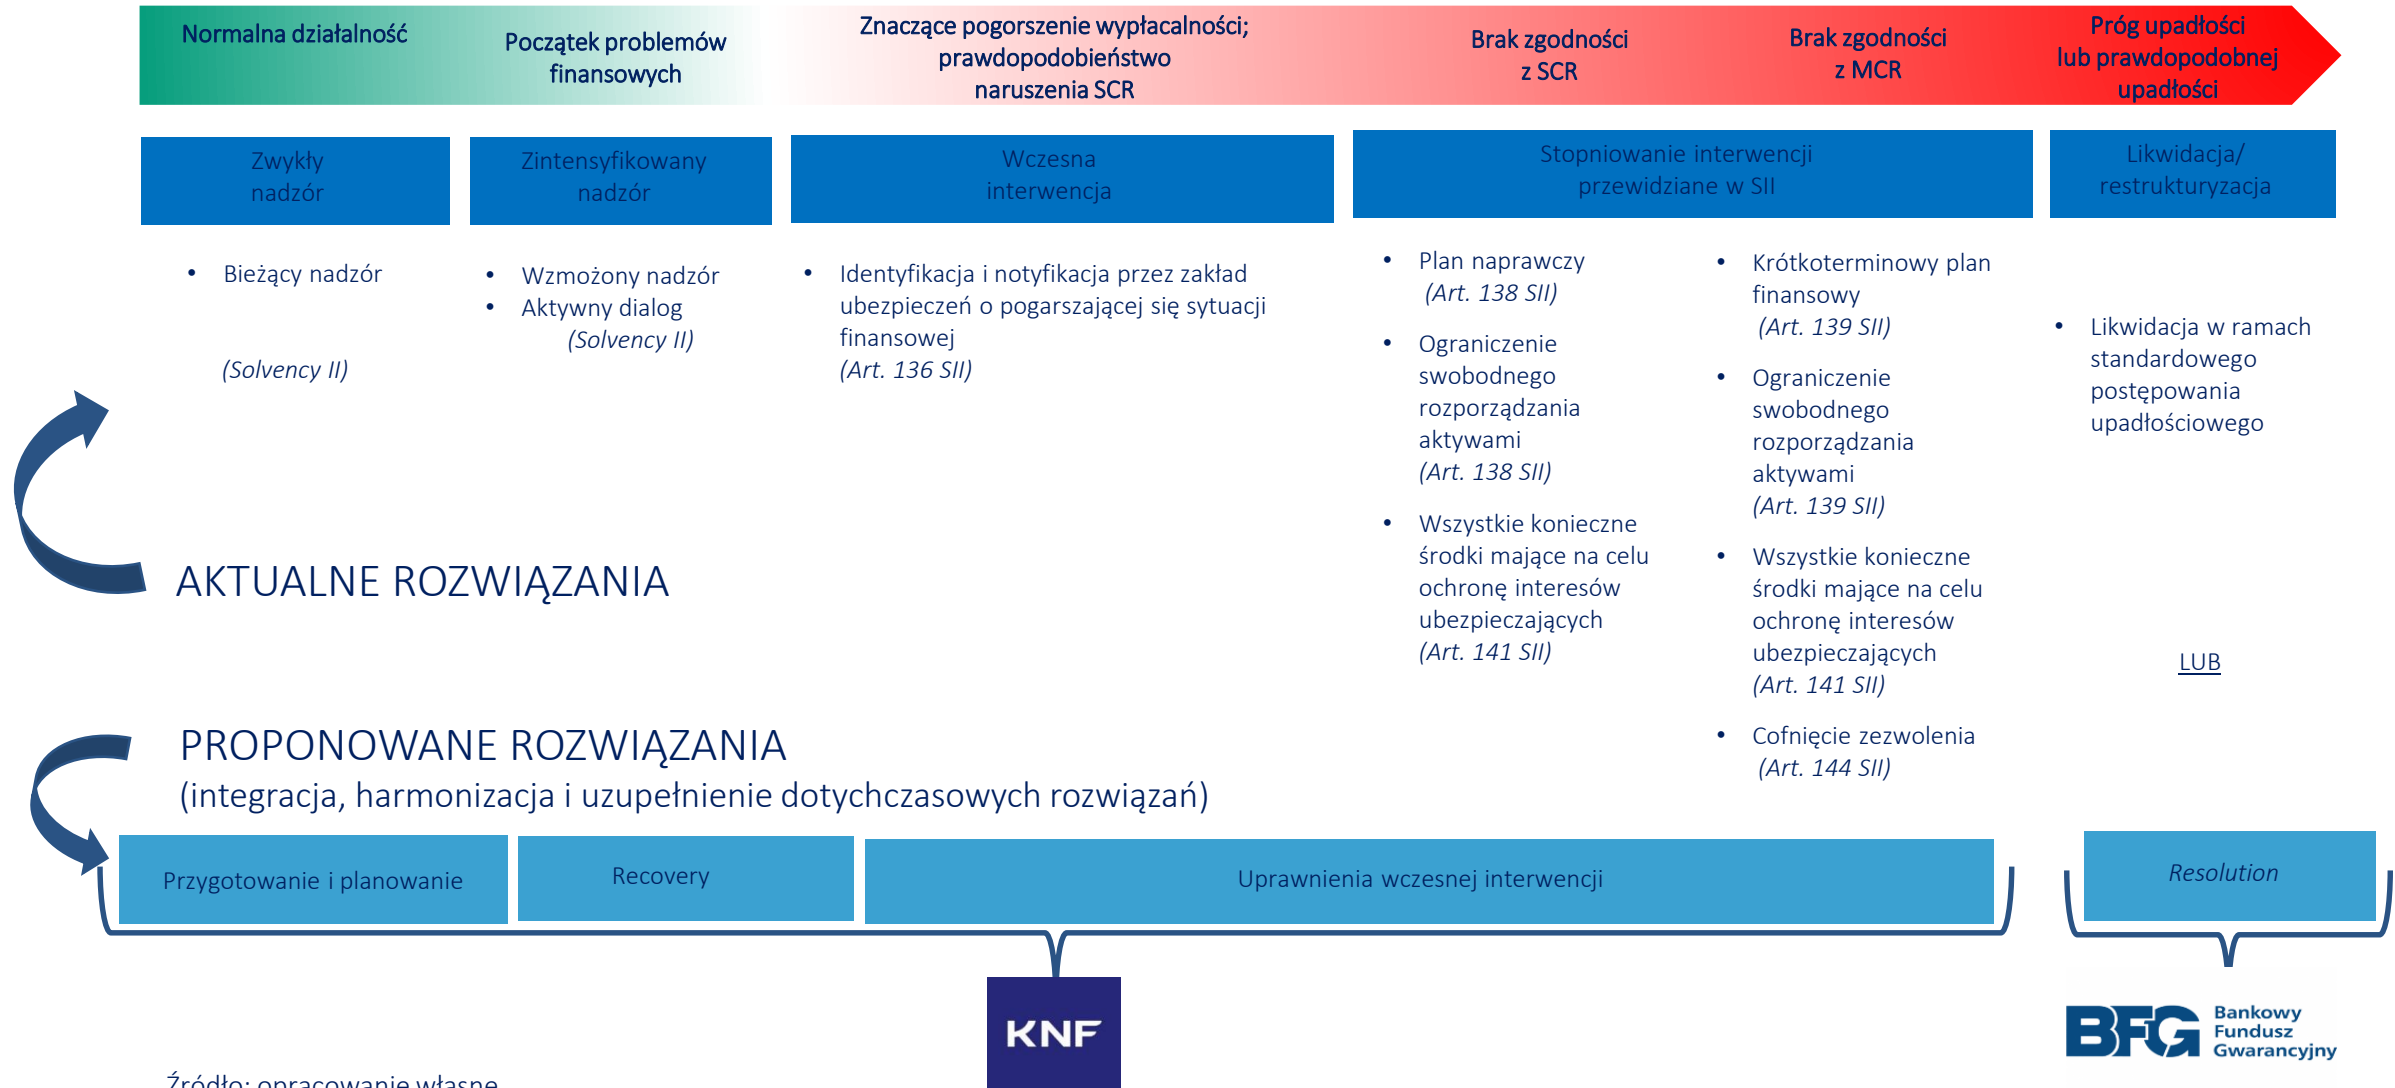 Normalna działalność
Początek problemów
finansowych
Znaczące pogorszenie wypłacalności;
prawdopodobieństwo
naruszenia SCR
Brak zgodności
z SCR
Brak zgodności
z MCR
Próg upadłości
lub prawdopodobnej
upadłości
Zwykły
nadzór
Zintensyfikowany
nadzór
Wczesna
interwencja
Stopniowanie interwencji
przewidziane w SII
Likwidacja/
restrukturyzacja
• Bieżący nadzór
(Solvency II)
• Wzmożony nadzór
• Aktywny dialog
(Solvency II)
• Identyfikacja i notyfikacja przez zakład
ubezpieczeń o pogarszającej się sytuacji
finansowej
(Art. 136 SII)
• Plan naprawczy
(Art. 138 SII)
• Ograniczenie
swobodnego
rozporządzania
aktywami
(Art. 138 SII)
• Wszystkie konieczne
środki mające na celu
ochronę interesów
ubezpieczających
(Art. 141 SII)
• Krótkoterminowy plan
finansowy
(Art. 139 SII)
• Ograniczenie
swobodnego
rozporządzania
aktywami
(Art. 139 SII)
• Wszystkie konieczne
środki mające na celu
ochronę interesów
ubezpieczających
(Art. 141 SII)
• Cofnięcie zezwolenia
(Art. 144 SII)
• Likwidacja w ramach
standardowego
postępowania
upadłościowego
LUB
AKTUALNE ROZWIĄZANIA
PROPONOWANE ROZWIĄZANIA
(integracja, harmonizacja i uzupełnienie dotychczasowych rozwiązań)
Przygotowanie i planowanie
Recovery
Uprawnienia wczesnej interwencji
Resolution
KNF
BFG
Bankowy
Fundusz
Gwarancyjny
Źródło: opracowanie własne